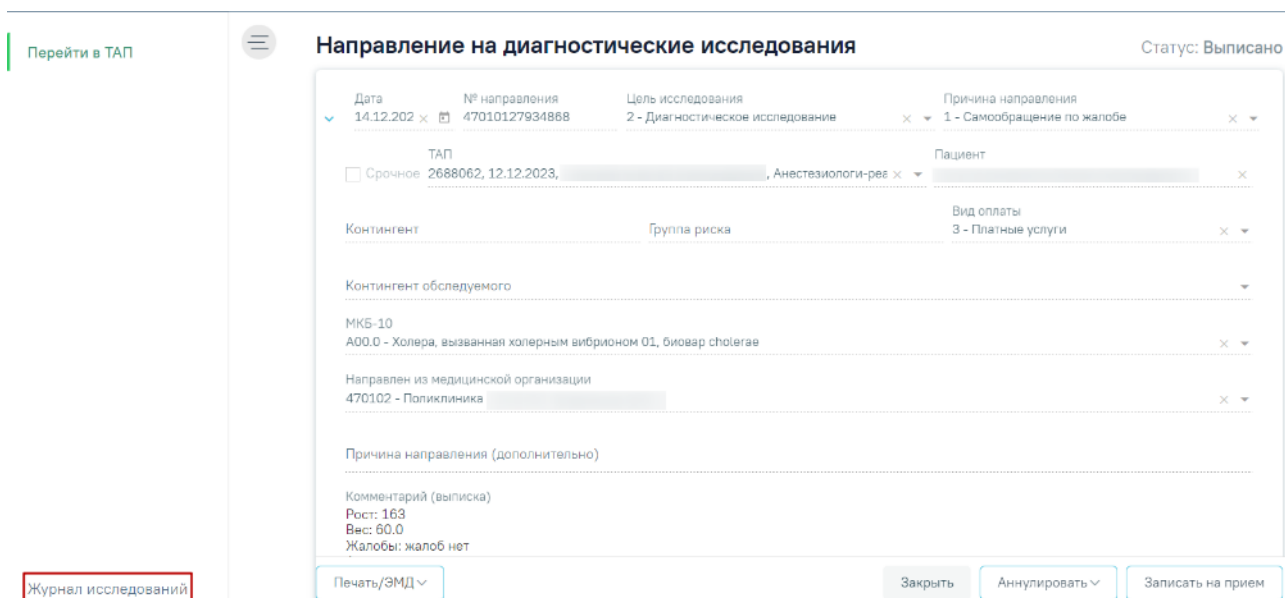 Перейти в ТАП
Направление на диагностические исследования
Статус: Выписано
Дата
№ направления
Цель исследования
Причина направления
14.12.202
47010127934868
2 - Диагностическое исследование
1 - Самообращение по жалобе
ТАП
Пациент
Срочное
2688062, 12.12.2023,
, Анестезиологи-реа
Вид оплаты
Контингент
Группа риска
3 - Платные услуги
Контингент обследуемого
МКБ-10
A00.0 - Холера, вызванная холерным вибрионом 01, биовар cholerae
Направлен из медицинской организации
470102 - Поликлиника
Причина направления (дополнительно)
Комментарий (выписка)
Рост: 163
Вес: 60.0
Жалобы: жалоб нет
Журнал исследований
Печать/ЭМД
Закрыть
Аннулировать
Записать на прием